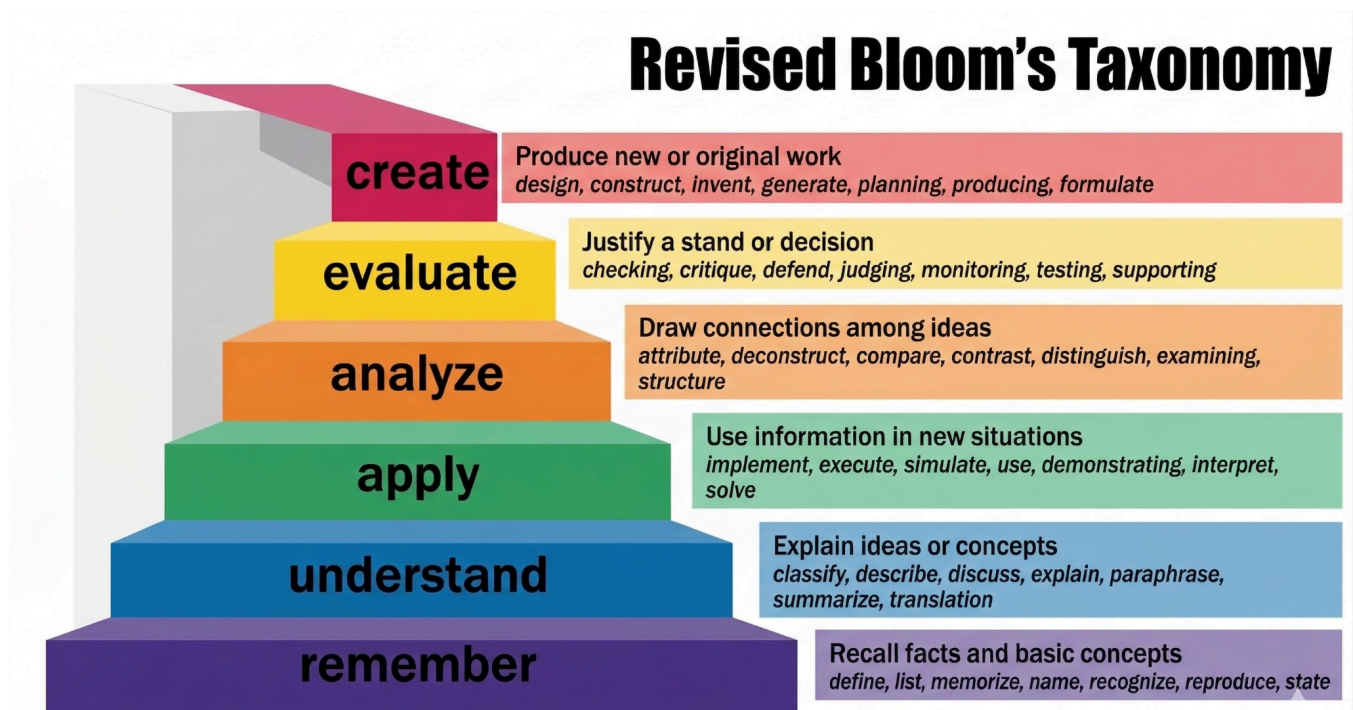 Revised Bloom's Taxonomy
create
Produce new or original work
design, construct, invent, generate, planning, producing, formulate
evaluate
Justify a stand or decision
checking, critique, defend, judging, monitoring, testing, supporting
analyze
Draw connections among ideas
attribute, deconstruct, compare, contrast, distinguish, examining,
structure
apply
Use information in new situations
implement, execute, simulate, use, demonstrating, interpret,
solve
understand
Explain ideas or concepts
classify, describe, discuss, explain, paraphrase,
summarize, translation
remember
Recall facts and basic concepts
define, list, memorize, name, recognize, reproduce, state